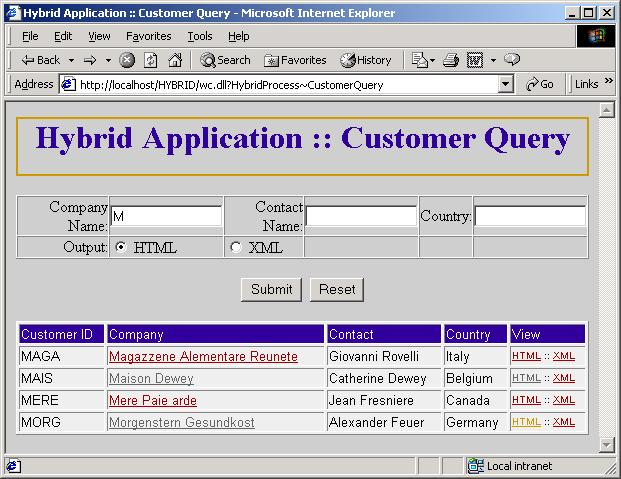 Hybrid Application :: Customer Query - Microsoft Internet Explorer
File Edit View Favorites Tools Help
Back Search Favorites History
Address http://localhost/HYBRID/wc.dll?HybridProcess~CustomerQuery Go Links »
Hybrid Application :: Customer Query
Company Name: M Contact Name: Country:
Output: HTML XML
Submit Reset
Customer ID Company Contact Country View
MAGA Magazzene Alementare Reunete Giovanni Rovelli Italy HTML :: XML
MAIS Maison Dewey Catherine Dewey Belgium HTML :: XML
MERE Mere Paie arde Jean Fresniere Canada HTML :: XML
MORG Morgenstern Gesundkost Alexander Feuer Germany HTML :: XML
Local intranet